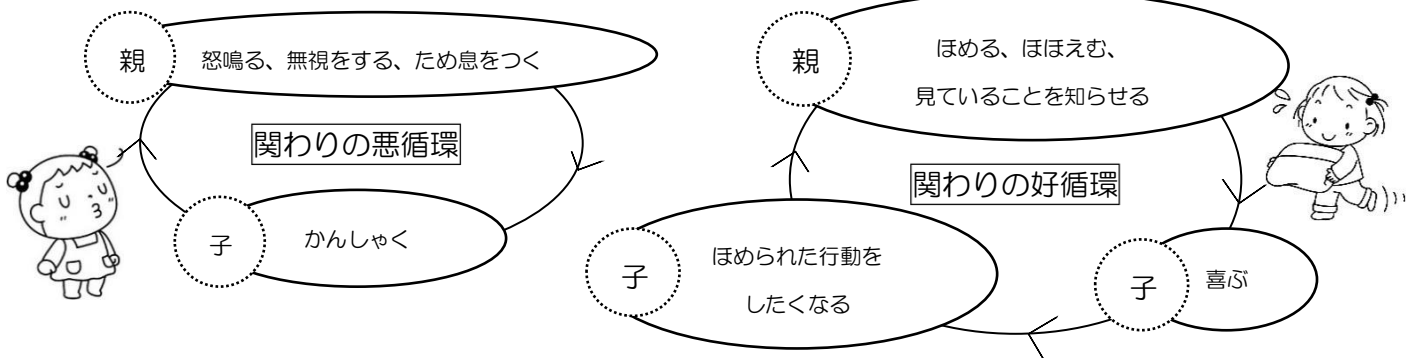 親
怒鳴る、無視をする、ため息をつく
関わりの悪循環
子
かんしゃく
親
ほめる、ほほえむ、
見ていることを知らせる
関わりの好循環
子
ほめられた行動を
したくなる
子
喜ぶ